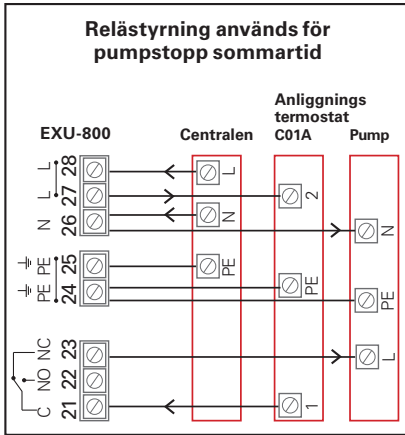 Relästyrning används för
pumpstopp sommartid
Anliggnings
termostat
EXU-800 Centralen C01A Pump
L 28 L
L 27 2
N 26 N N
PE 25 PE
PE 24 PE PE
NC 23 L
NO 22
C 21 1